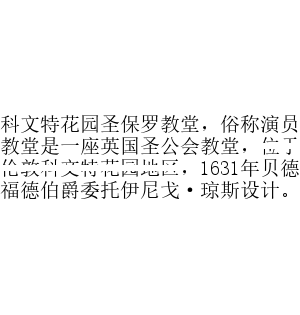 科文特花园圣保罗教堂，俗称演员
教堂是一座英国圣公会教堂，位于
伦敦科文特花园地区，1631年贝德
福德伯爵委托伊尼戈·琼斯设计。